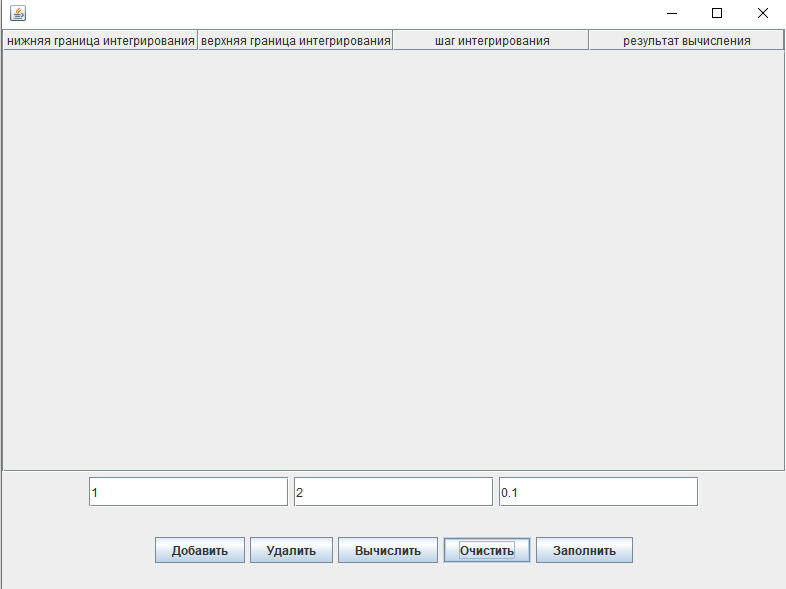 нижняя граница интегрирования верхняя граница интегрирования шаг интегрирования результат вычисления
1 2 0.1
Добавить Удалить Вычислить Очистить Заполнить